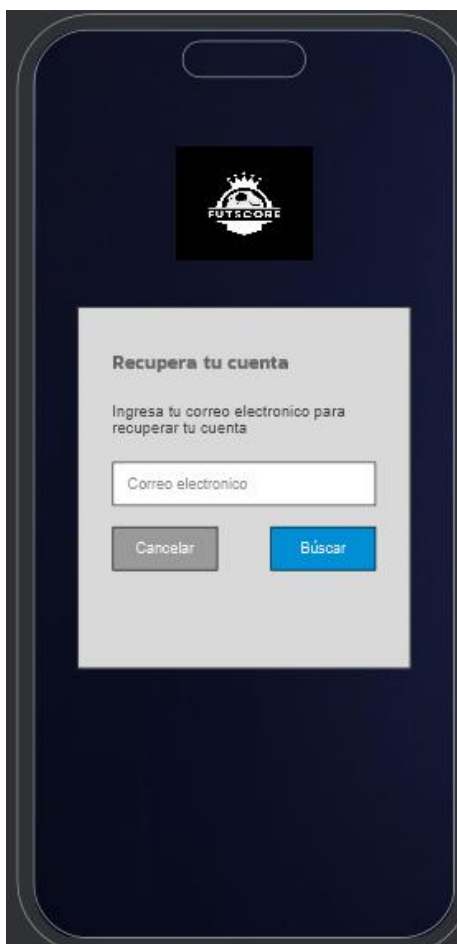 FUTSCORE
Recupera tu cuenta
Ingresa tu correo electronico para
recuperar tu cuenta
Correo electronico
Cancelar
Búscar